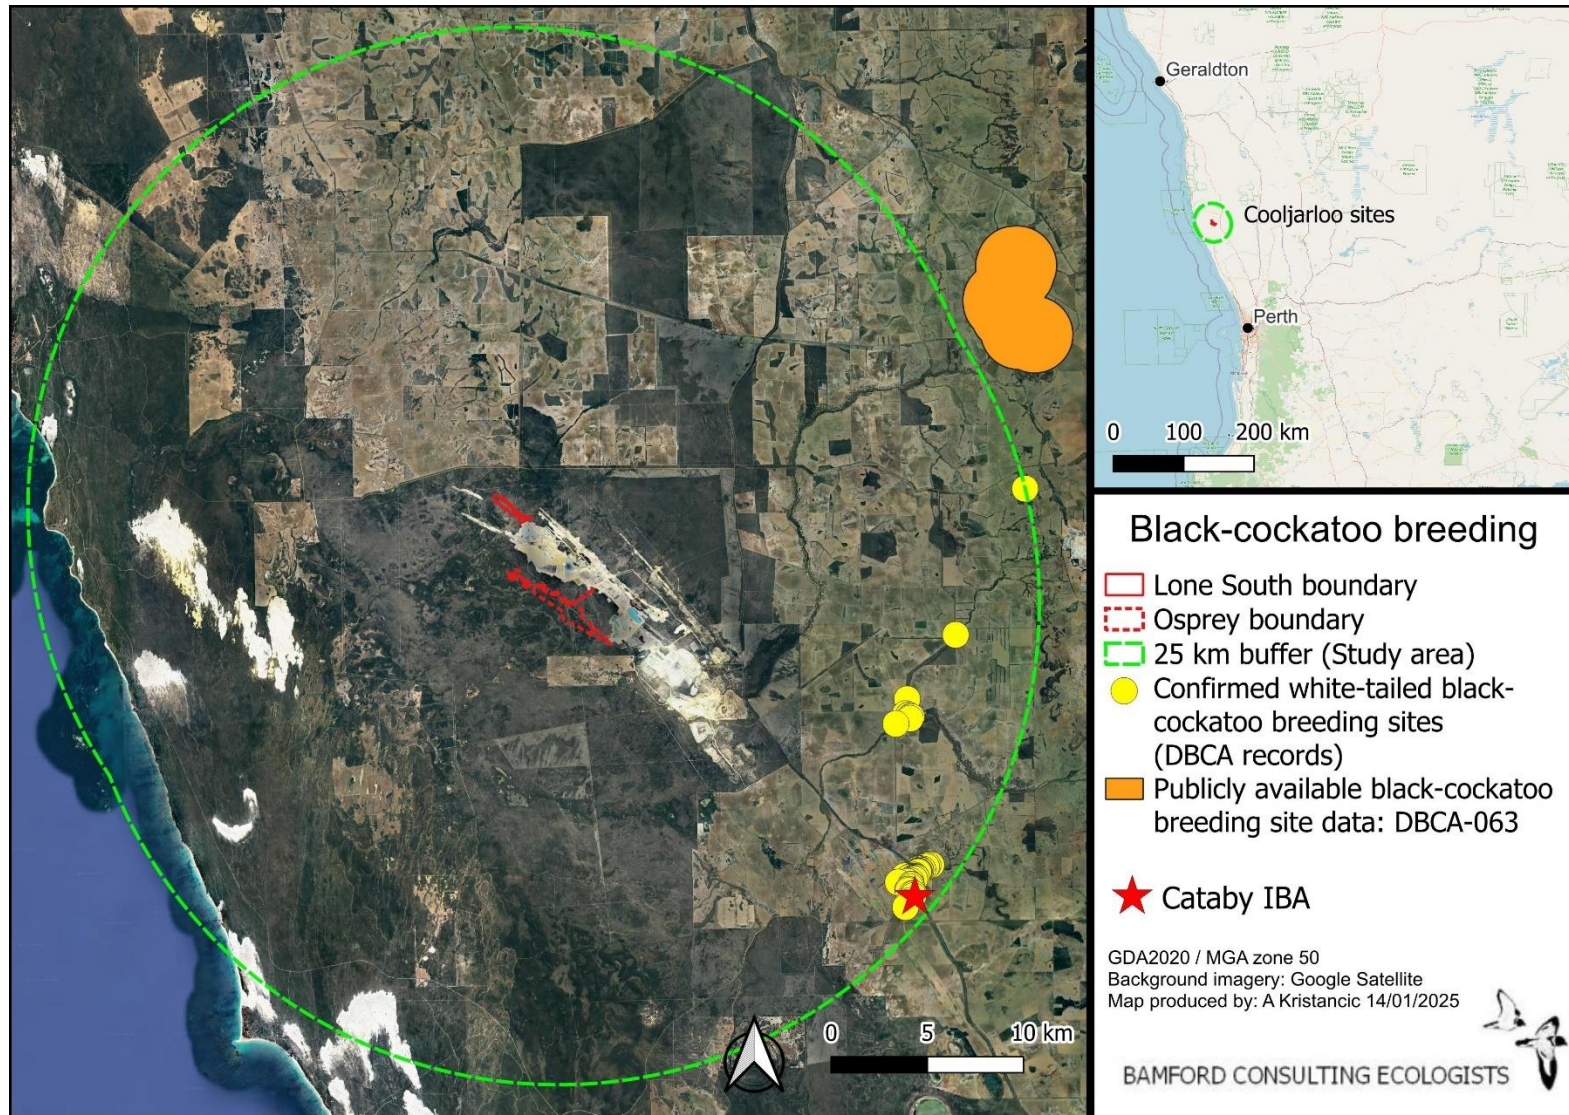 Geraldton
Cooljarloo sites
Perth
0 100 200 km
Black-cockatoo breeding
Lone South boundary
Osprey boundary
25 km buffer (Study area)
Confirmed white-tailed black-
cockatoo breeding sites
(DBCA records)
Publicly available black-cockatoo
breeding site data: DBCA-063
Cataby IBA
GDA2020 / MGA zone 50
Background imagery: Google Satellite
Map produced by: A Kristancic 14/01/2025
BAMFORD CONSULTING ECOLOGISTS
0 5 10 km